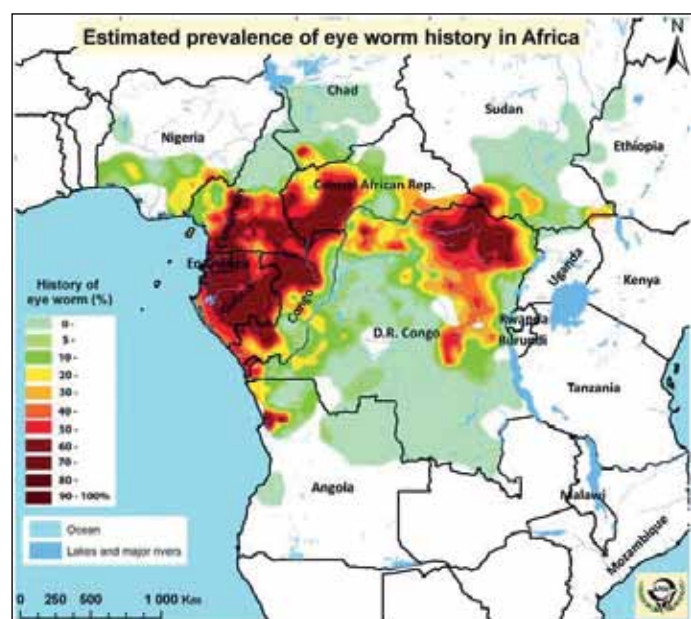 Estimated prevalence of eye worm history in Africa
N
Chad
Sudan
Nigeria
Ethiopia
Central African Rep.
Uganda
Kenya
Congo
Rwanda
Burundi
D.R. Congo
Tanzania
Angola
Malawi
Mozambique
History of
eye worm (%)
0 -
5 -
10 -
20 -
30 -
40 -
50 -
60 -
70 -
80 -
90 - 100%
Ocean
Lakes and major rivers
0 250 500 1 000 Km